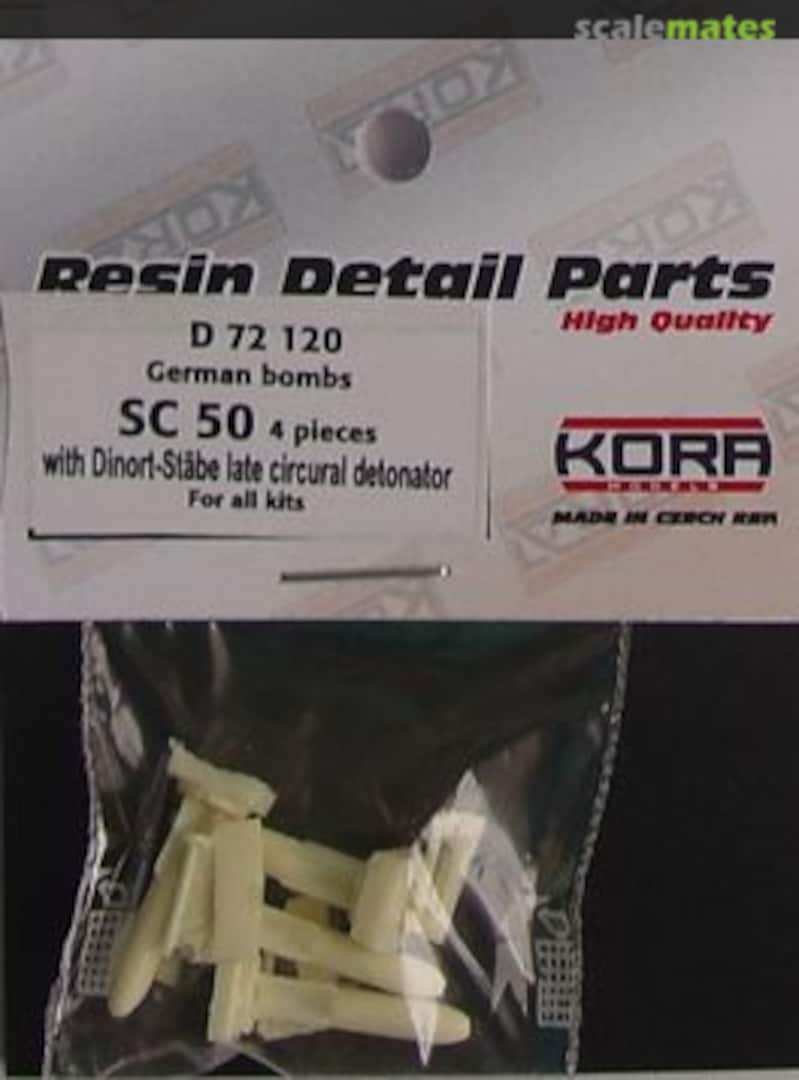 scalemates
Resin Detail Parts
High Quality
D 72 120
German bombs
SC 50 4 pieces
with Dinort-Stäbe late circural detonator
For all kits
KORA
MODELS
MADE IN CZECH REP.